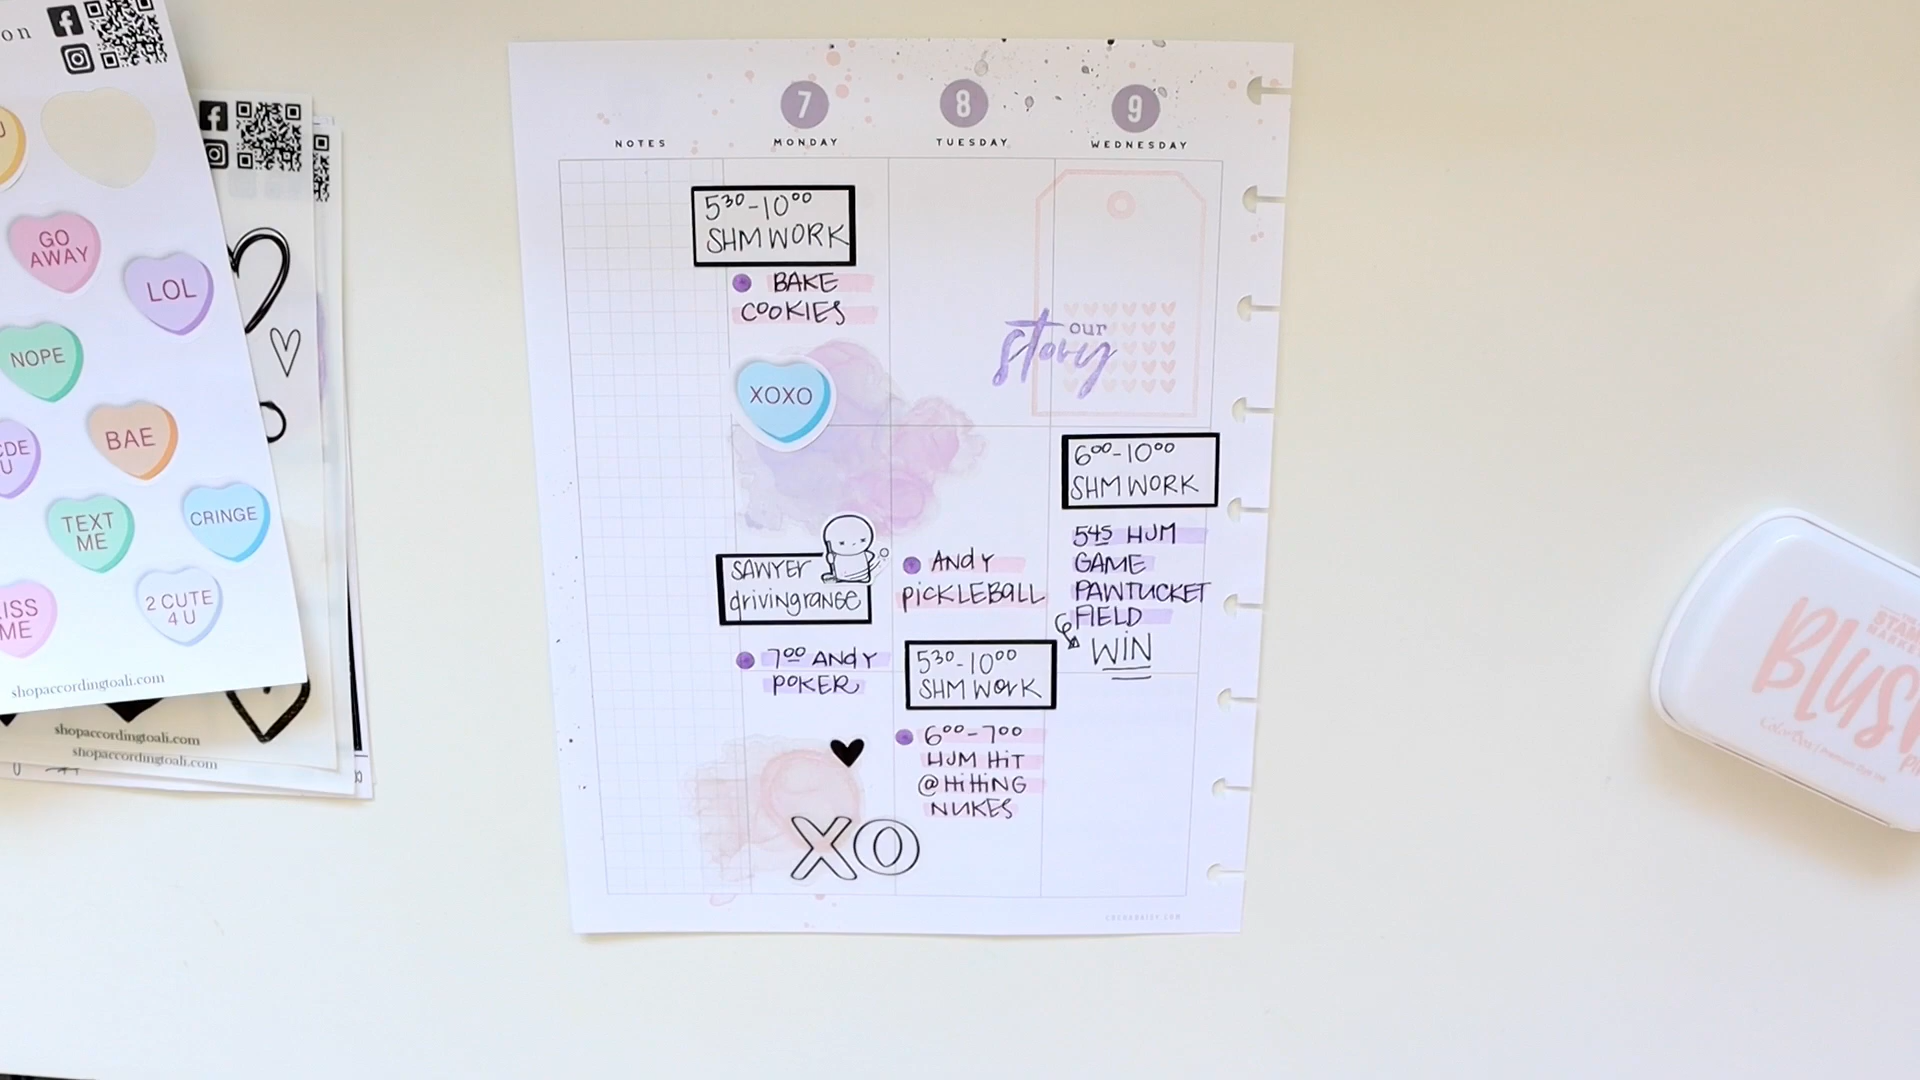 on
GO
AWAY
LOL
NOPE
BAE
U
TEXT
ME
CRINGE
ME
2 CUTE
4 U
shopaccordingtoali.com
shopaccordingtoali.com
shopaccordingtoali.com
7
8
9
NOTES
MONDAY
TUESDAY
WEDNESDAY
530-1000
SHM WORK
BAKE
COOKIES
XOXO
SAWYER
drivingrange
700 ANdY
POKER
XO
ANdY
PiCKLEBALL
530-1000
SHM WORK
600-700
HJM HiT
@HiTTiNG
NUKES
our
story
600-1000
SHM WORK
545 HJM
GAME
PAWTUCKET
FIELD
WiN
COCOADAISY.COM
Blush